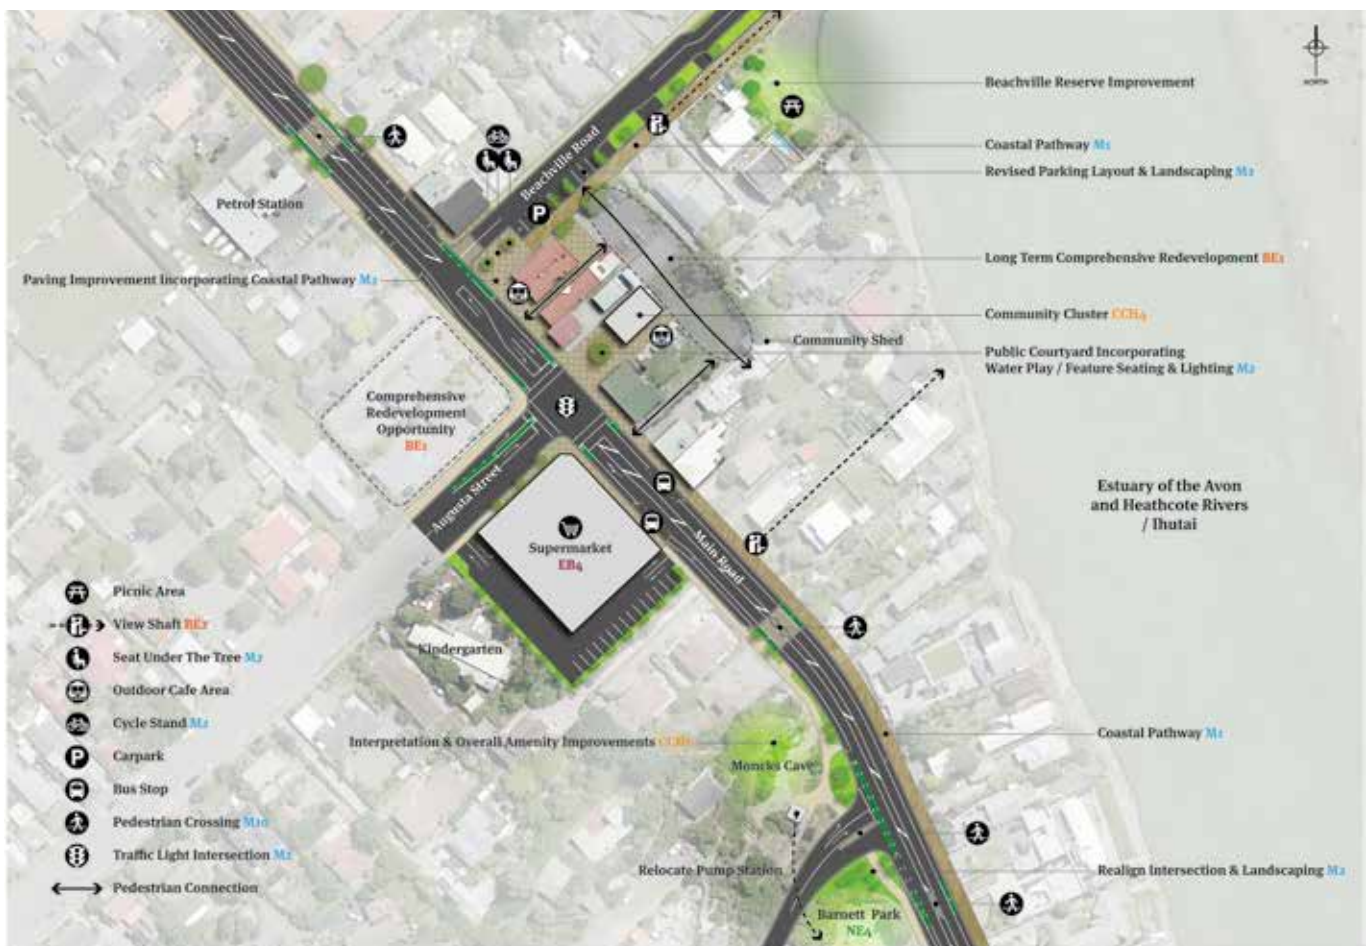 NORTH
Beachville Reserve Improvement
Coastal Pathway M1
Revised Parking Layout & Landscaping M2
Beachville Road
Petrol Station
P
Paving Improvement Incorporating Coastal Pathway M2
Long Term Comprehensive Redevelopment BE1
Community Cluster CCH4
Community Shed
Public Courtyard Incorporating
Water Play / Feature Seating & Lighting M2
Comprehensive
Redevelopment
Opportunity
BE1
Augusta Street
Supermarket
EB4
Main Road
Estuary of the Avon
and Heathcote Rivers
/ Ihutai
Kindergarten
Interpretation & Overall Amenity Improvements
Moncks Cave
Coastal Pathway M1
Relocate Pump Station
Realign Intersection & Landscaping M2
Barnett Park
NE4
Picnic Area
View Shaft
Seat Under The Tree M2
Outdoor Cafe Area
Cycle Stand M2
P
Carpark
Bus Stop
Pedestrian Crossing M10
Traffic Light Intersection M2
Pedestrian Connection